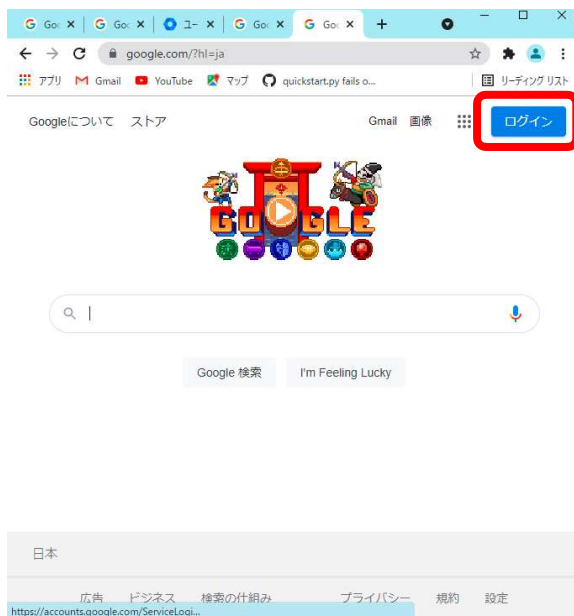 Goo
Goo
ユー
Goo
Goo
google.com/?hl=ja
アプリ Gmail YouTube マップ quickstart.py fails o... リーディング リスト
Googleについて ストア Gmail 画像 ログイン
GOOGLE
Google 検索 I'm Feeling Lucky
日本
広告 ビジネス 検索の仕組み プライバシー 規約 設定
https://accounts.google.com/ServiceLogi...